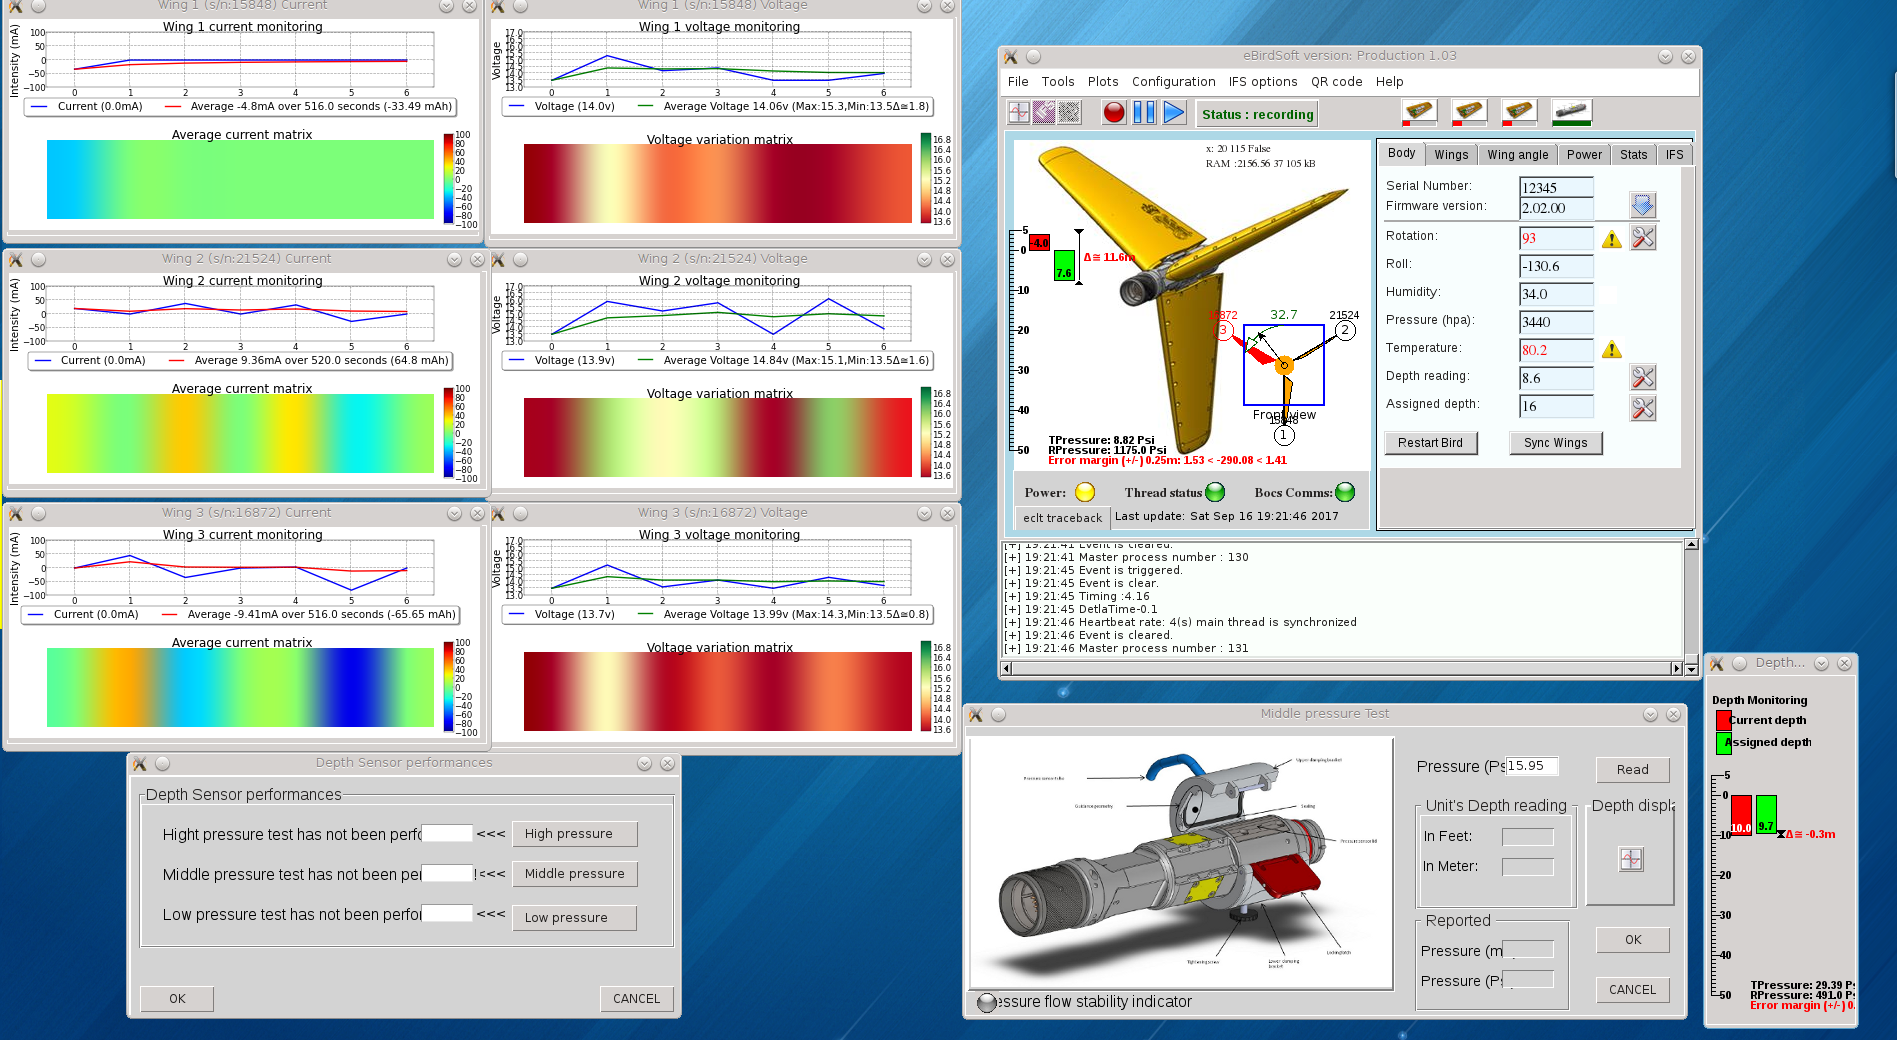 Wing 1 (s/n:15848) Current
Wing 1 current monitoring
Intensity (mA)
100
50
0
−50
−100
0 1 2 3 4 5 6
Current (0.0mA) Average -4.8mA over 516.0 seconds (-33.49 mAh)
Average current matrix
100
80
60
40
20
0
−20
−40
−60
−80
−100
Wing 1 (s/n:15848) Voltage
Wing 1 voltage monitoring
Voltage
17.0
16.5
16.0
15.5
15.0
14.5
14.0
13.5
13.0
0 1 2 3 4 5 6
Voltage (14.0v) Average Voltage 14.06v (Max:15.3,Min:13.5Δ≅1.8)
Voltage variation matrix
16.8
16.4
16.0
15.6
15.2
14.8
14.4
14.0
13.6
Wing 2 (s/n:21524) Current
Wing 2 current monitoring
Intensity (mA)
100
50
0
−50
−100
0 1 2 3 4 5 6
Current (0.0mA) Average 9.36mA over 520.0 seconds (64.8 mAh)
Average current matrix
100
80
60
40
20
0
−20
−40
−60
−80
−100
Wing 2 (s/n:21524) Voltage
Wing 2 voltage monitoring
Voltage
17.0
16.5
16.0
15.5
15.0
14.5
14.0
13.5
13.0
0 1 2 3 4 5 6
Voltage (13.9v) Average Voltage 14.84v (Max:15.1,Min:13.5Δ≅1.6)
Voltage variation matrix
16.8
16.4
16.0
15.6
15.2
14.8
14.4
14.0
13.6
Wing 3 (s/n:16872) Current
Wing 3 current monitoring
Intensity (mA)
100
50
0
−50
−100
0 1 2 3 4 5 6
Current (0.0mA) Average -9.41mA over 516.0 seconds (-65.65 mAh)
Average current matrix
100
80
60
40
20
0
−20
−40
−60
−80
−100
Wing 3 (s/n:16872) Voltage
Wing 3 voltage monitoring
Voltage
17.0
16.5
16.0
15.5
15.0
14.5
14.0
13.5
13.0
0 1 2 3 4 5 6
Voltage (13.7v) Average Voltage 13.99v (Max:14.3,Min:13.5Δ≅0.8)
Voltage variation matrix
16.8
16.4
16.0
15.6
15.2
14.8
14.4
14.0
13.6
Depth Sensor performances
Depth Sensor performances
Hight pressure test has not been perfo <<< High pressure
Middle pressure test has not been per !<<< Middle pressure
Low pressure test has not been perfor <<< Low pressure
OK CANCEL
eBirdSoft version: Production 1.03
File Tools Plots Configuration IFS options QR code Help
Status : recording
x: 20 115 False
RAM :2156.56 37 105 kB
5
0
10
20
30
40
50
-4.0
7.6
Δ≅ 11.6m
32.7
16872
3
21524
2
Front view
15848
1
TPressure: 8.82 Psi
RPressure: 1175.0 Psi
Error margin (+/-) 0.25m: 1.53 < -290.08 < 1.41
Power: Thread status Bocs Comms:
eclt traceback Last update: Sat Sep 16 19:21:46 2017
Body Wings Wing angle Power Stats IFS
Serial Number: 12345
Firmware version: 2.02.00
Rotation: 93
Roll: -130.6
Humidity: 34.0
Pressure (hpa): 3440
Temperature: 80.2
Depth reading: 8.6
Assigned depth: 16
Restart Bird Sync Wings
[+] 19:21:41 Event is cleared.
[+] 19:21:41 Master process number : 130
[+] 19:21:45 Event is triggered.
[+] 19:21:45 Event is clear.
[+] 19:21:45 Timing :4.16
[+] 19:21:45 DetlaTime-0.1
[+] 19:21:46 Heartbeat rate: 4(s) main thread is synchronized
[+] 19:21:46 Event is cleared.
[+] 19:21:46 Master process number : 131
Middle pressure Test
Upper clamping bracket
Pressure sensor tube
Guidance geometry
Sealing
Pressure sensor lid
Tightening screw
Lower clamping bracket
Locking latch
Pressure (Ps 15.95 Read
Unit's Depth reading
In Feet:
In Meter:
Depth displa
Reported
Pressure (m
Pressure (Ps
OK
CANCEL
essure flow stability indicator
Depth...
Depth Monitoring
Current depth
Assigned depth
5
0
10
20
30
40
50
10.0
9.7
Δ≅ -0.3m
TPressure: 29.39 Ps
RPressure: 491.0 Ps
Error margin (+/-) 0.